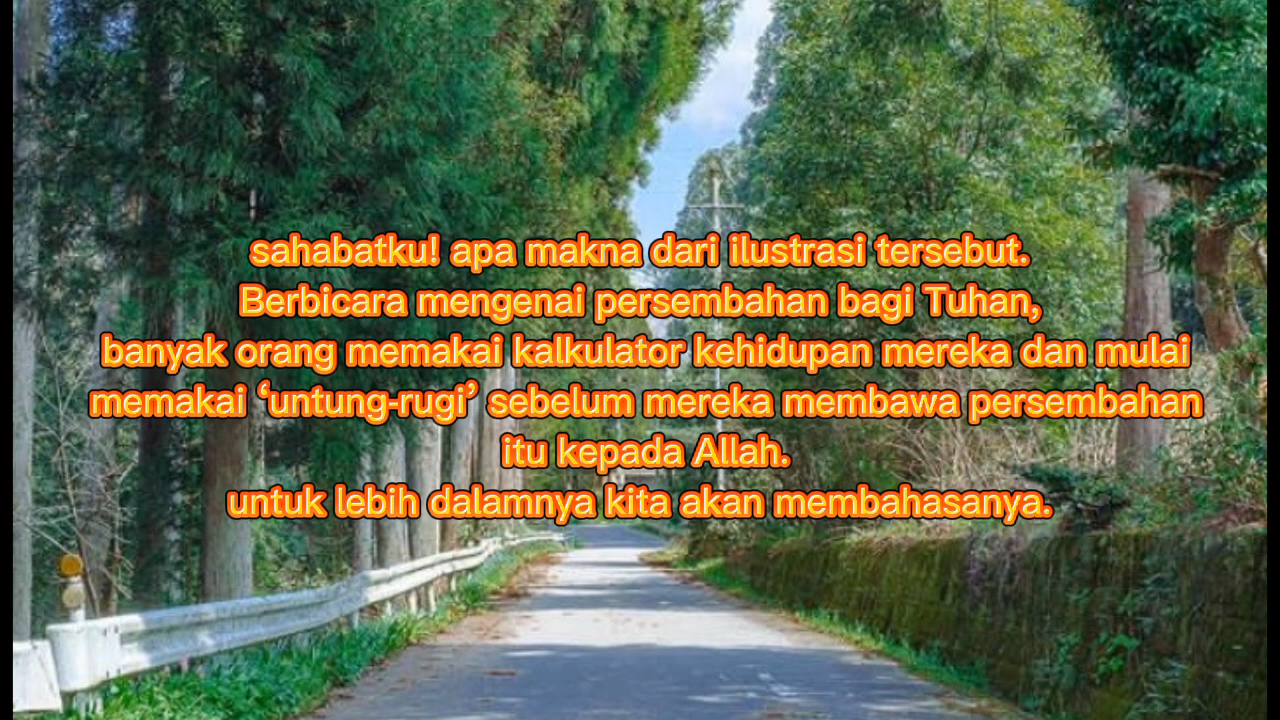 sahabatku! apa makna dari ilustrasi tersebut.
Berbicara mengenai persembahan bagi Tuhan,
banyak orang memakai kalkulator kehidupan mereka dan mulai
memakai ‘untung-rugi’ sebelum mereka membawa persembahan
itu kepada Allah.
untuk lebih dalamnya kita akan membahasanya.